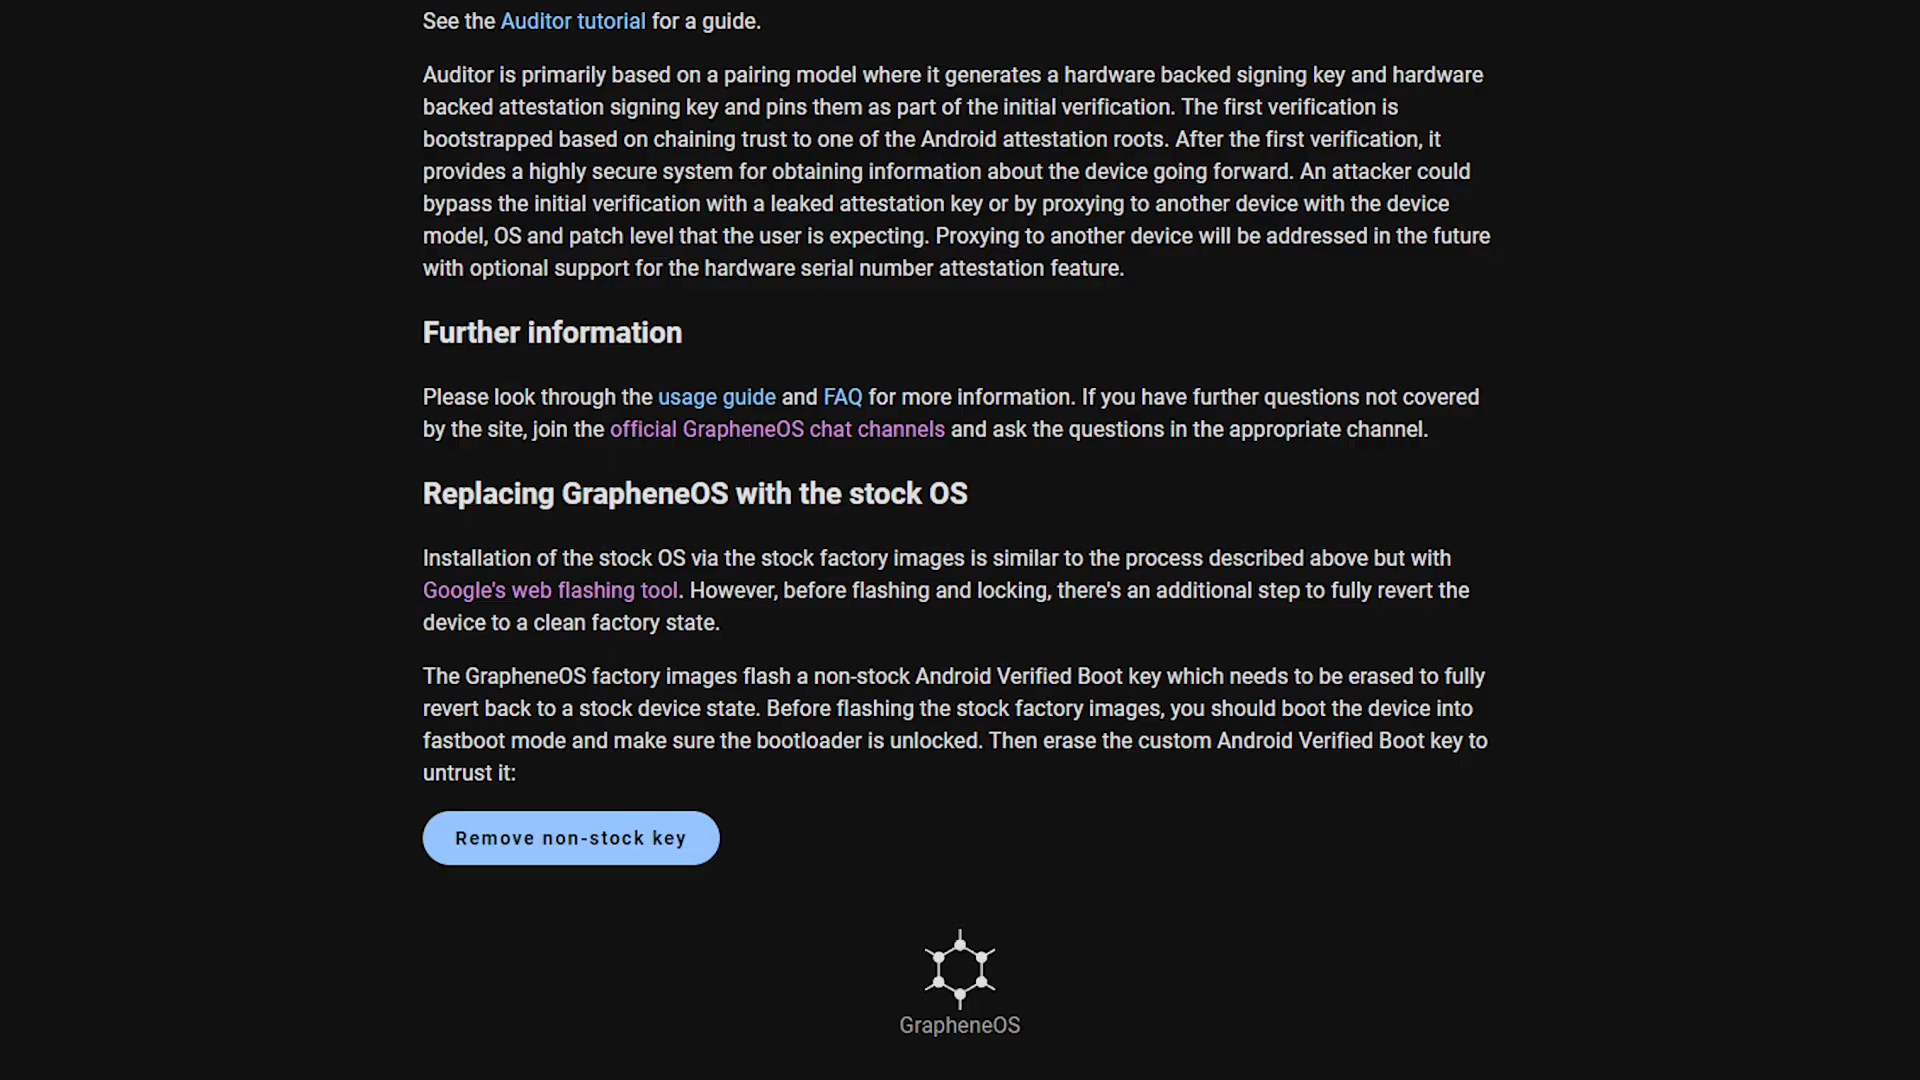 See the Auditor tutorial for a guide.
Auditor is primarily based on a pairing model where it generates a hardware backed signing key and hardware
backed attestation signing key and pins them as part of the initial verification. The first verification is
bootstrapped based on chaining trust to one of the Android attestation roots. After the first verification, it
provides a highly secure system for obtaining information about the device going forward. An attacker could
bypass the initial verification with a leaked attestation key or by proxying to another device with the device
model, OS and patch level that the user is expecting. Proxying to another device will be addressed in the future
with optional support for the hardware serial number attestation feature.
Further information
Please look through the usage guide and FAQ for more information. If you have further questions not covered
by the site, join the official GrapheneOS chat channels and ask the questions in the appropriate channel.
Replacing GrapheneOS with the stock OS
Installation of the stock OS via the stock factory images is similar to the process described above but with
Google's web flashing tool. However, before flashing and locking, there's an additional step to fully revert the
device to a clean factory state.
The GrapheneOS factory images flash a non-stock Android Verified Boot key which needs to be erased to fully
revert back to a stock device state. Before flashing the stock factory images, you should boot the device into
fastboot mode and make sure the bootloader is unlocked. Then erase the custom Android Verified Boot key to
untrust it:
Remove non-stock key
GrapheneOS